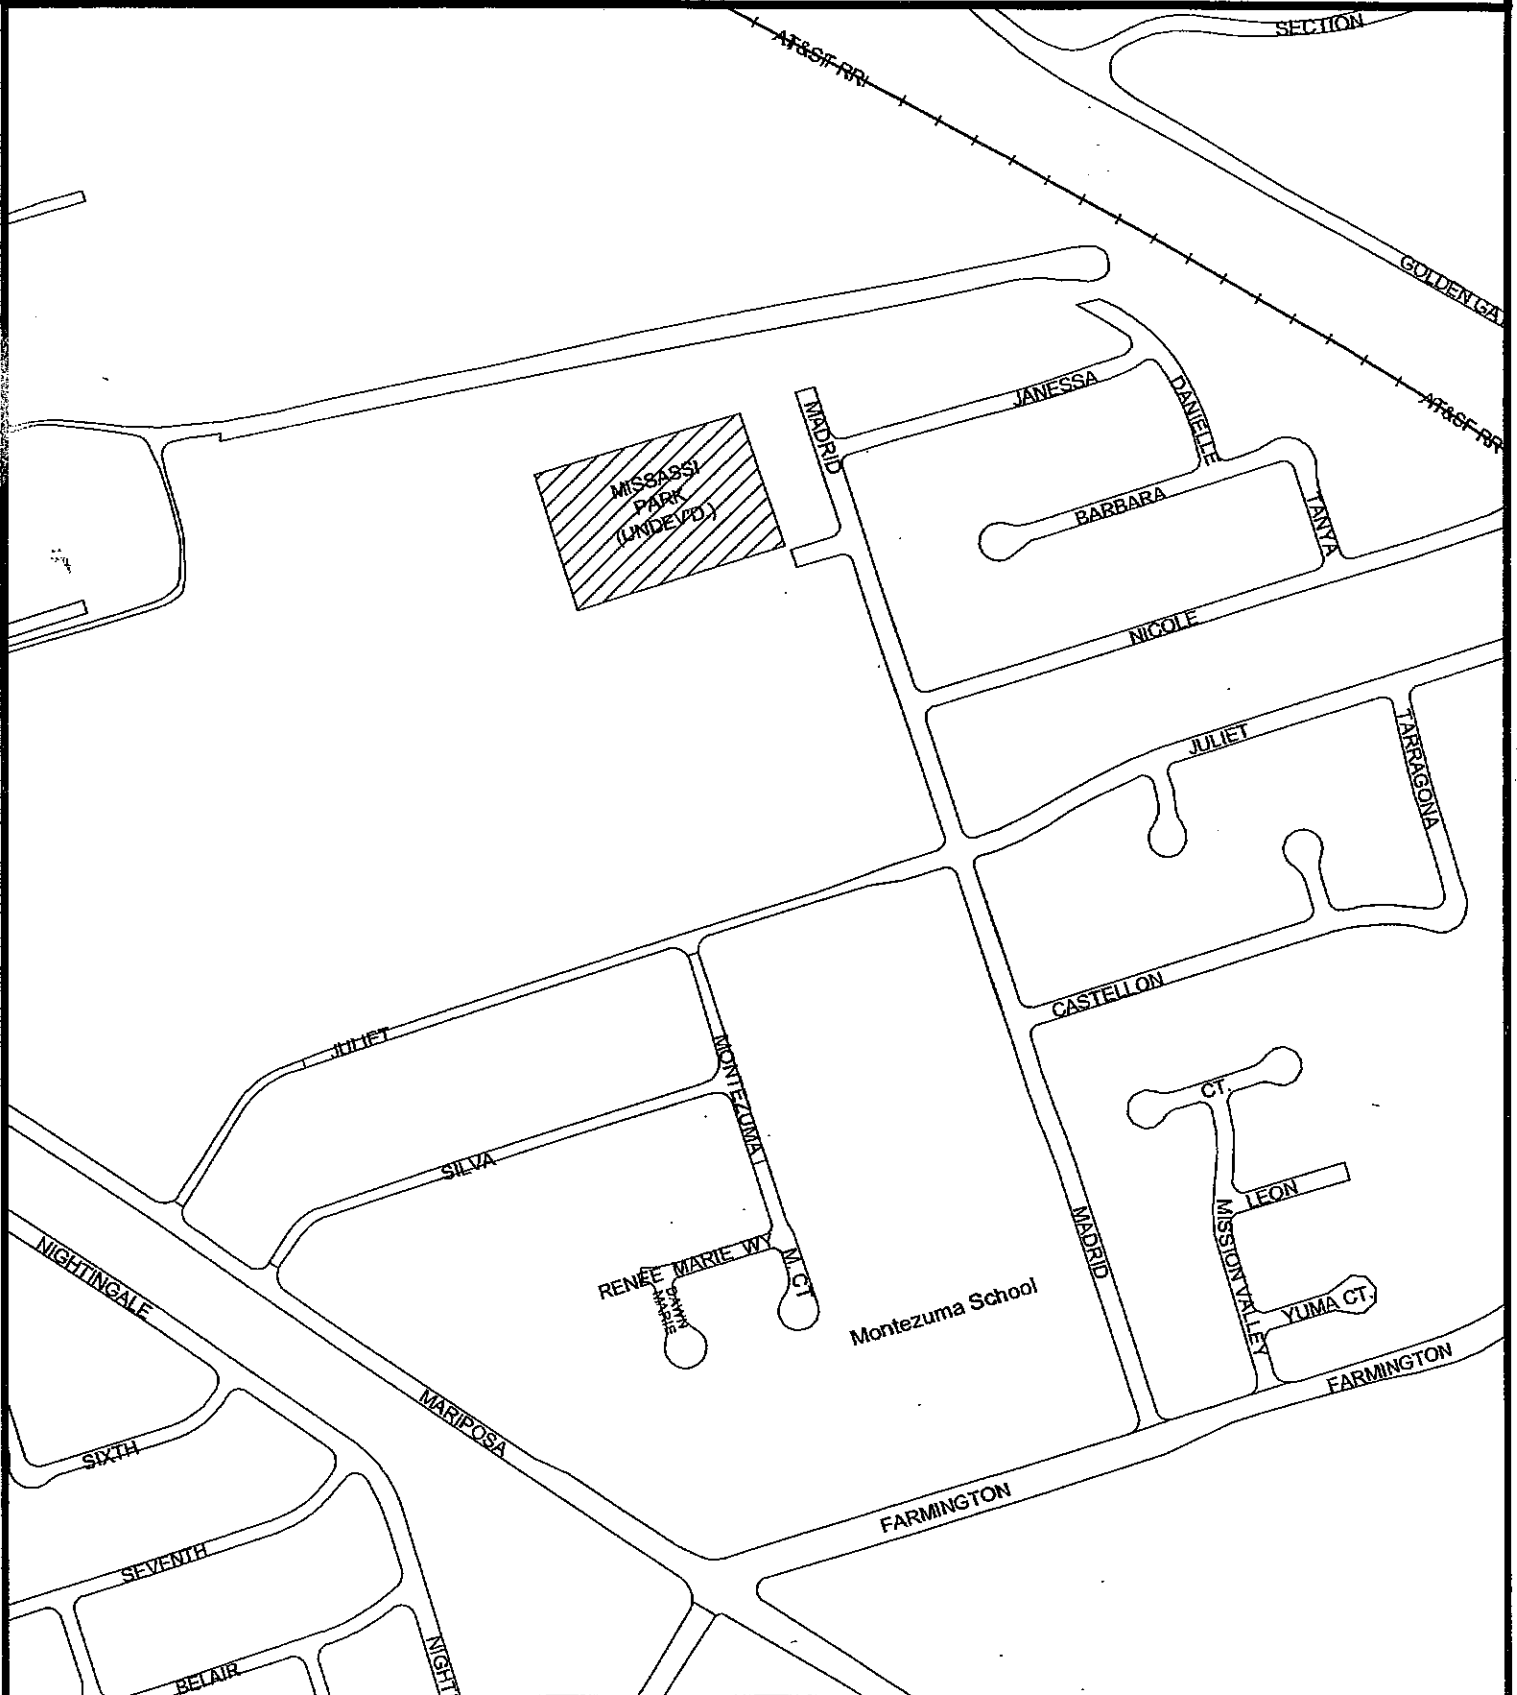 SECTION
AT&SF RR
GOLDEN GA
JANESSA
DANIELLE
MADRID
AT&SF RR
MISSASSI
PARK
(UNDEV'D.)
BARBARA
TANYA
NICOLE
JULIET
TARRAGONA
CASTELLON
JULIET
MONTEZUMA
CT.
SILVA
LEON
MADRID
MISSION VALLEY
NIGHTINGALE
RENEE MARIE WY
M. CT
DAWN
MARIE
Montezuma School
YUMA CT.
FARMINGTON
MARIPOSA
SIXTH
FARMINGTON
SEVENTH
BELAIR
NIGHT